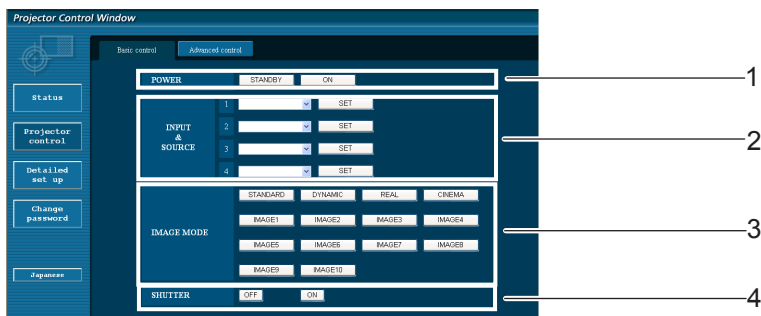 Projector Control Window
Basic control Advanced control
POWER STANDBY ON 1
Status
1 SET
Projector control
INPUT & SOURCE
2 SET 2
3 SET
4 SET
Detailed set up
STANDARD DYNAMIC REAL CINEMA
Change password
IMAGE MODE
IMAGE1 IMAGE2 IMAGE3 IMAGE4 3
IMAGE5 IMAGE6 IMAGE7 IMAGE8
IMAGE9 IMAGE10
Japanese
SHUTTER OFF ON 4